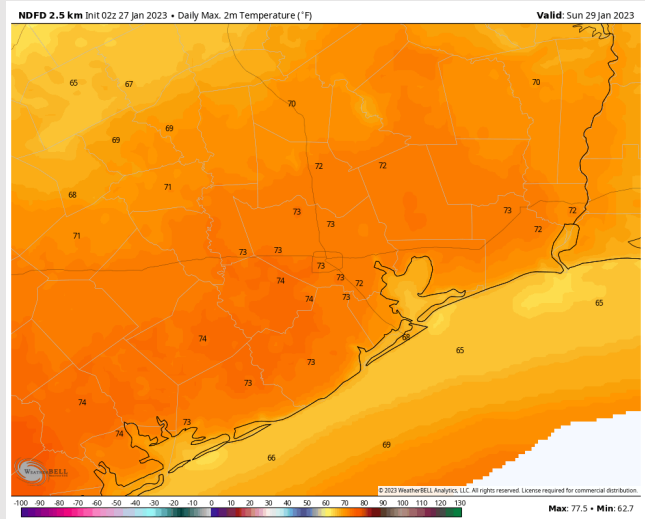 NDFD 2.5 km Init 02z 27 Jan 2023 • Daily Max. 2m Temperature (°F) Valid: Sun 29 Jan 2023
65 67 70 70
69 69
72 72
68 71
73 73 72
71 73 72
73 73
73
74 73 72
74 73 65
74 68 65
73
74 73
74 73
66 69
WeatherBELL
© 2023 WeatherBELL Analytics, LLC. All rights reserved. License required for commercial distribution.
-100 -90 -80 -70 -60 -50 -40 -30 -20 -10 0 10 20 30 40 50 60 70 80 90 100 110 120 130 Max: 77.5 • Min: 62.7